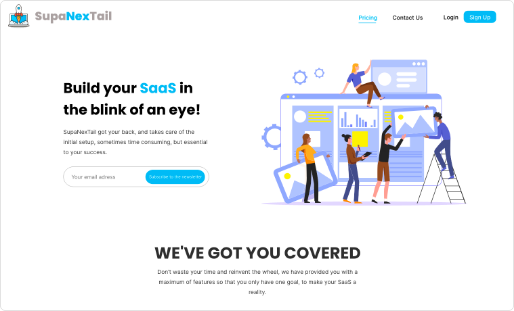 SupaNexTail
Pricing
Contact Us
Login
Sign Up
Build your SaaS in
the blink of an eye!
SupaNexTail got your back, and takes care of the
initial setup, sometimes time consuming, but essential
to your success.
Your email adress
Subscribe to the newsletter
WE'VE GOT YOU COVERED
Don't waste your time and reinvent the wheel, we have provided you with a
maximum of features so that you only have one goal, to make your SaaS a
reality.